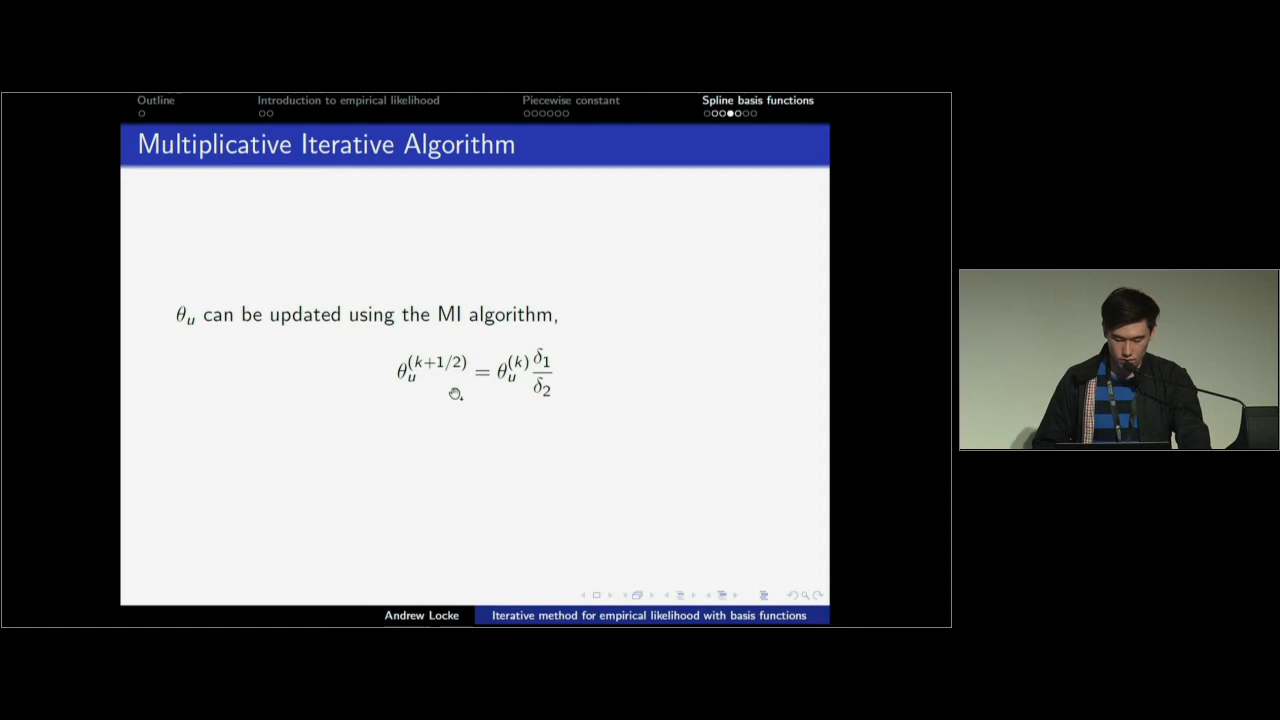 Outline Introduction to empirical likelihood Piecewise constant Spline basis functions
Multiplicative Iterative Algorithm
θ_u can be updated using the MI algorithm,
θ_u^(k+1/2) = θ_u^(k) δ_1/δ_2
Andrew Locke Iterative method for empirical likelihood with basis functions